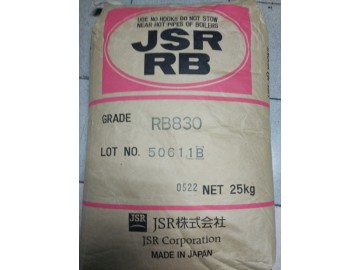 USE NO HOOKS OR NOT STOW
NEAR HOT PIPES OF BOILERS
JSR
RB
GRADE RB830
LOT NO. 50611B
0522 NET 25kg
JSR JSR株式会社
JSR Corporation
MADE IN JAPAN